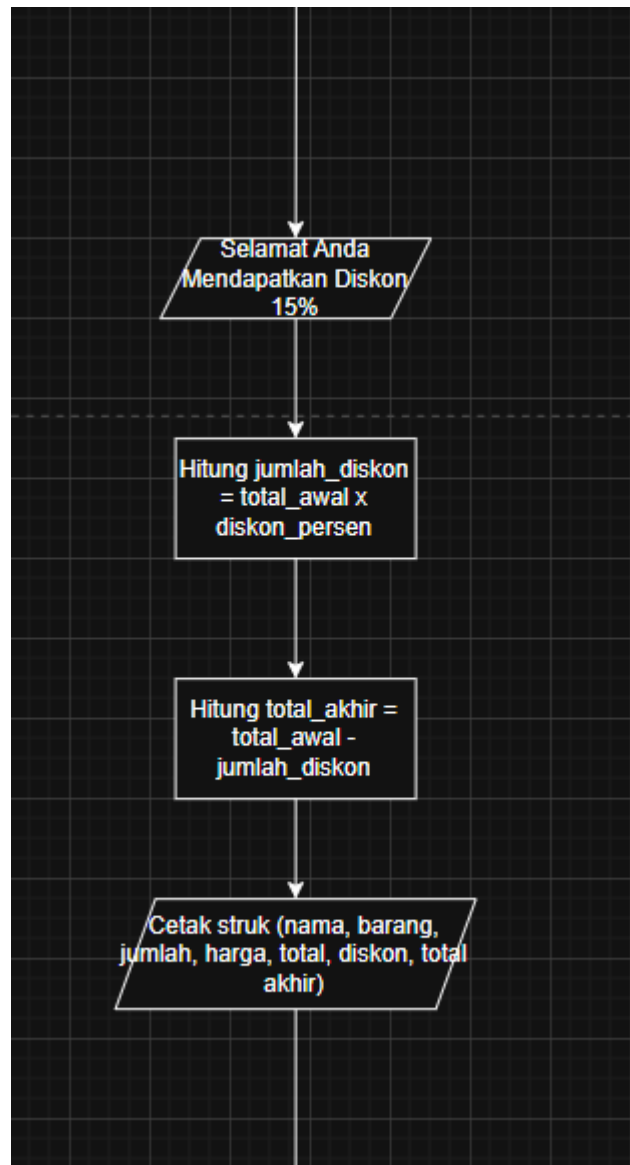 Selamat Anda
Mendapatkan Diskon
15%
Hitung jumlah_diskon
= total_awal x
diskon_persen
Hitung total_akhir =
total_awal -
jumlah_diskon
Cetak struk (nama, barang,
jumlah, harga, total, diskon, total
akhir)